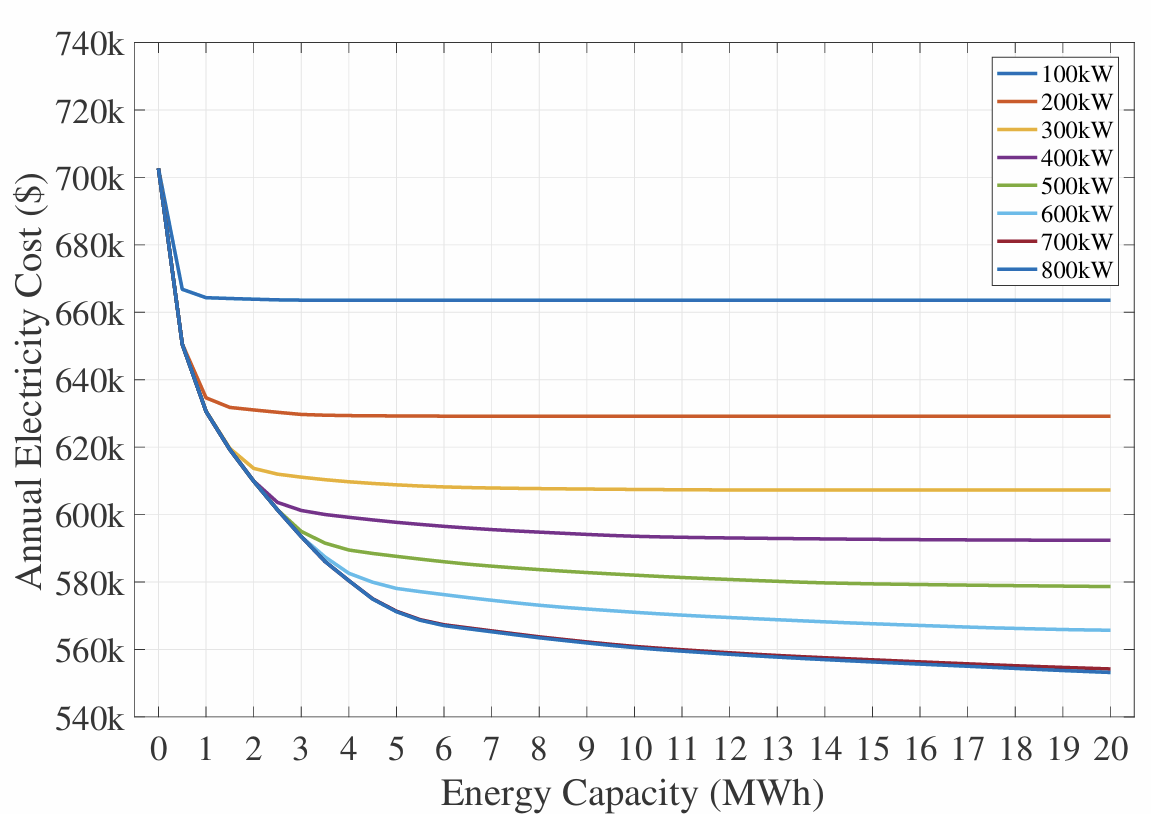 740k
720k
700k
680k
660k
640k
620k
600k
580k
560k
540k
Annual Electricity Cost ($)
100kW
200kW
300kW
400kW
500kW
600kW
700kW
800kW
0 1 2 3 4 5 6 7 8 9 10 11 12 13 14 15 16 17 18 19 20
Energy Capacity (MWh)